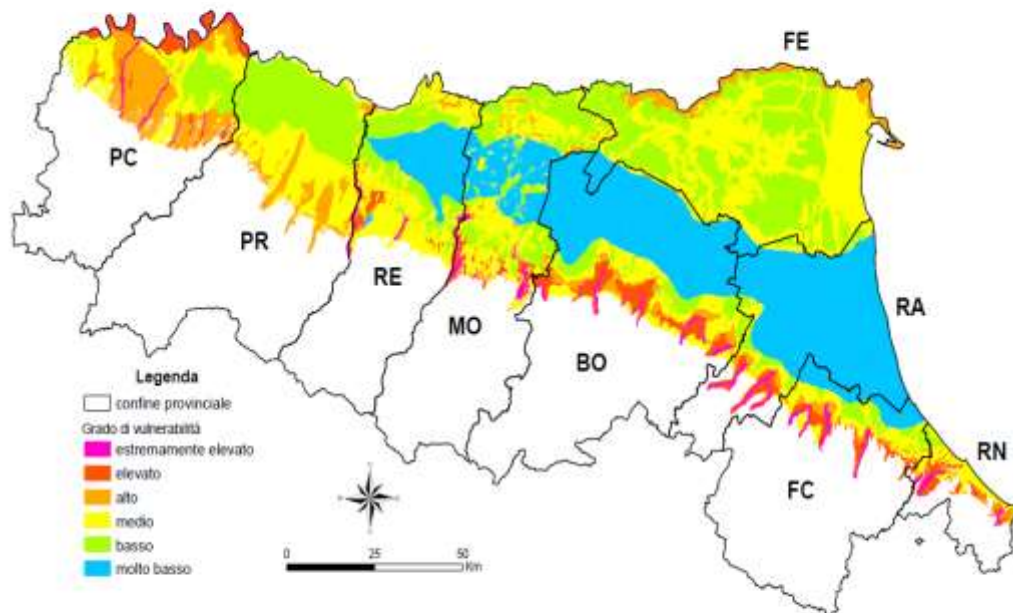 FE
PC
PR
RE
MO
BO
RA
FC
RN
Legenda
confine provinciale
Grado di vulnerabilità
estremamente elevato
elevato
alto
medio
basso
molto basso
0 25 50
Km